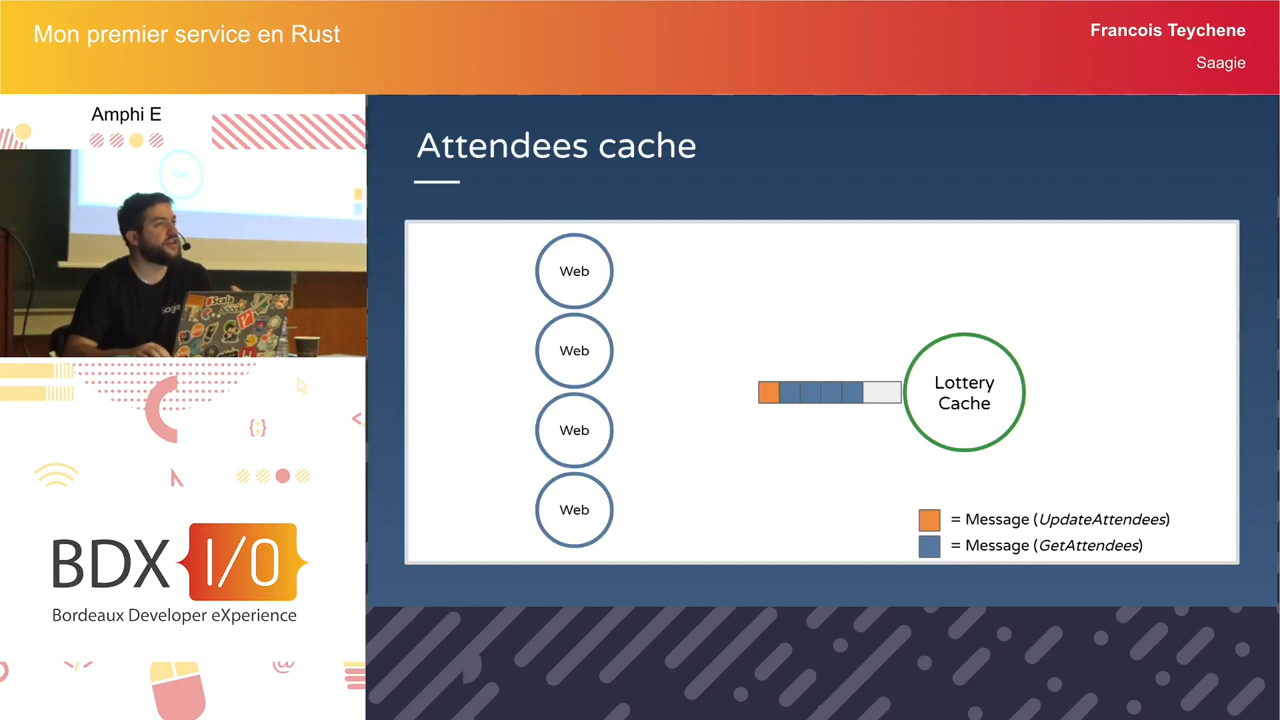 Mon premier service en Rust
Francois Teychene
Saagie
Amphi E
Attendees cache
Web
Web
Web
Web
Lottery
Cache
= Message (UpdateAttendees)
= Message (GetAttendees)
#Scala
BDX I/O
Bordeaux Developer eXperience
@